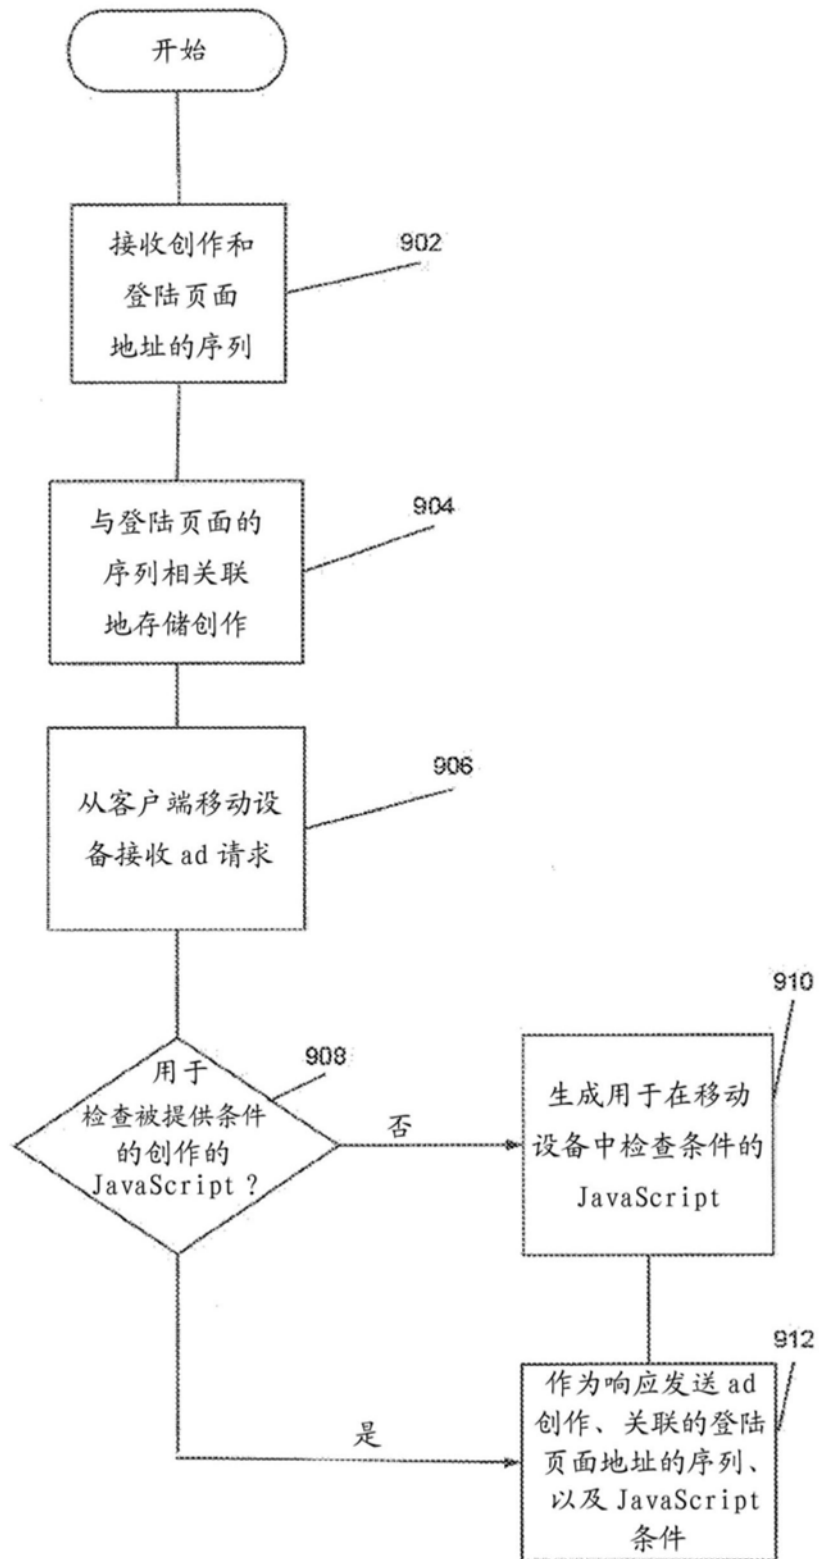 开始
接收创作和
登陆页面
地址的序列
902
与登陆页面的
序列相关联
地存储创作
904
从客户端移动设
备接收 ad 请求
906
用于
检查被提供条件
的创作的
JavaScript？
908
否
生成用于在移动
设备中检查条件的
JavaScript
910
是
作为响应发送 ad
创作、关联的登陆
页面地址的序列、
以及 JavaScript
条件
912